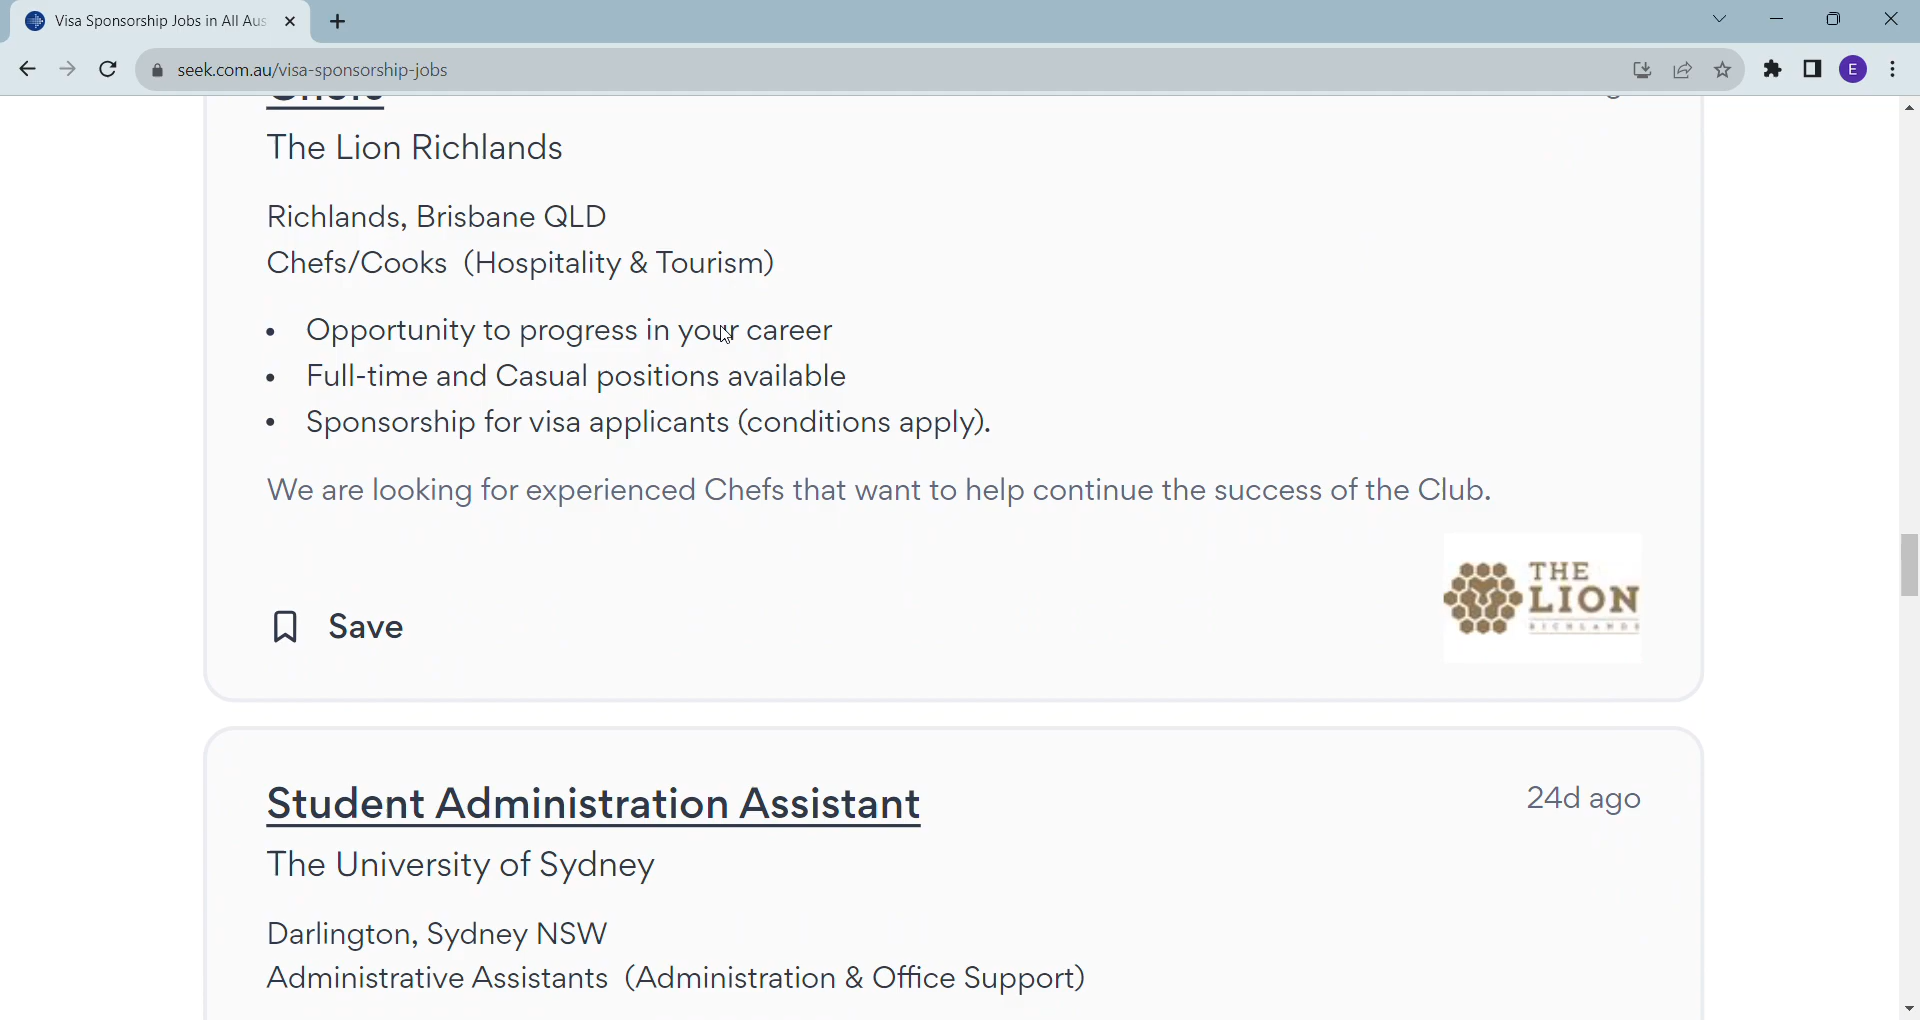 Visa Sponsorship Jobs in All Aus
seek.com.au/visa-sponsorship-jobs
E
The Lion Richlands
Richlands, Brisbane QLD
Chefs/Cooks (Hospitality & Tourism)
• Opportunity to progress in your career
• Full-time and Casual positions available
• Sponsorship for visa applicants (conditions apply).
We are looking for experienced Chefs that want to help continue the success of the Club.
THE
LION
RICHLANDS
Save
Student Administration Assistant
24d ago
The University of Sydney
Darlington, Sydney NSW
Administrative Assistants (Administration & Office Support)